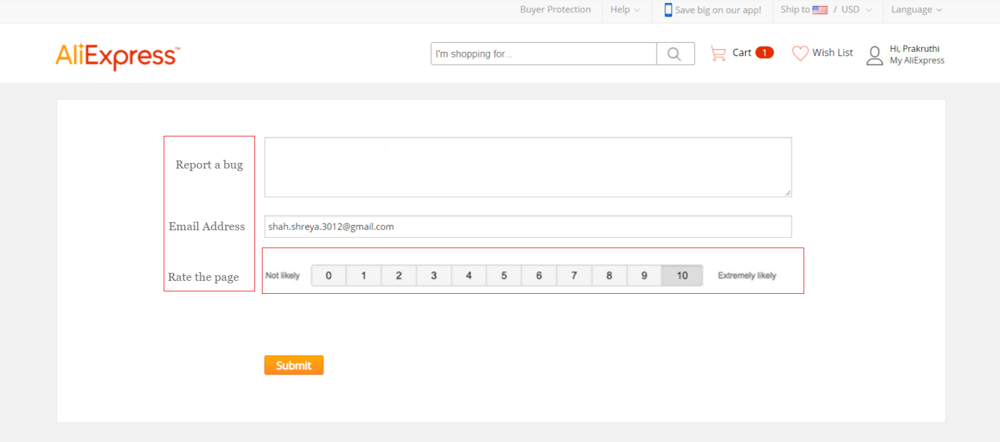 Buyer Protection Help Save big on our app! Ship to / USD Language
AliExpress™
I'm shopping for...
Cart 1
Wish List
Hi, Prakruthi
My AliExpress
Report a bug
Email Address shah.shreya.3012@gmail.com
Rate the page Not likely 0 1 2 3 4 5 6 7 8 9 10 Extremely likely
Submit